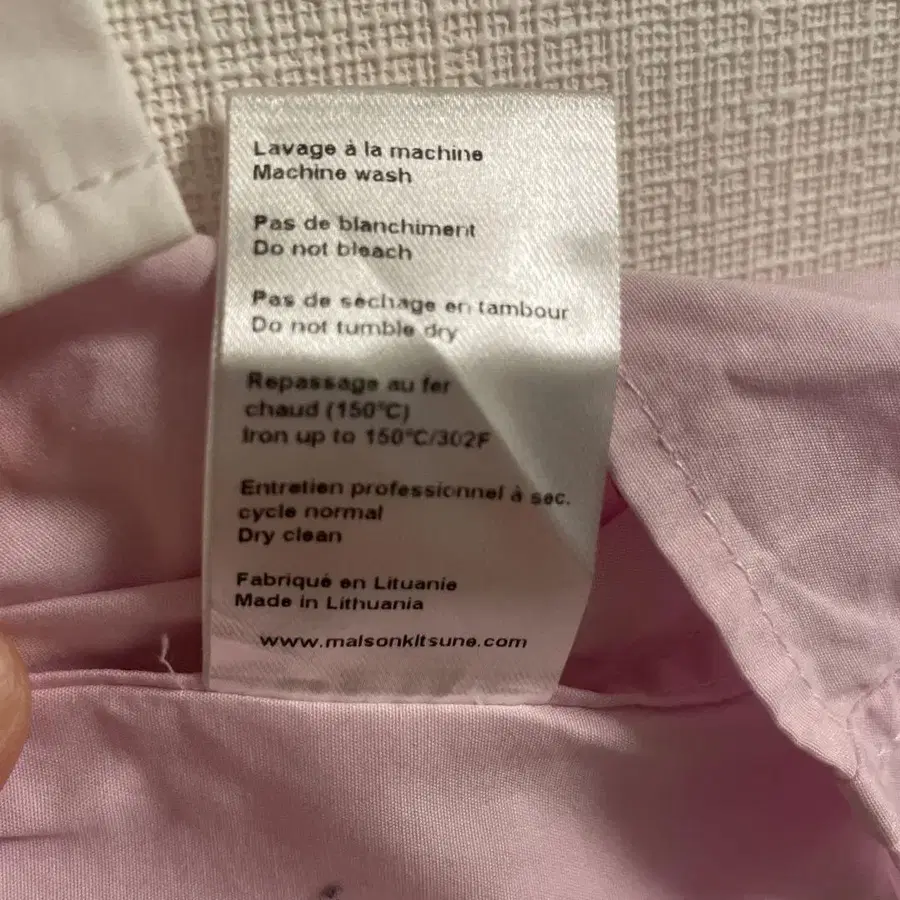 Lavage à la machine
Machine wash
Pas de blanchiment
Do not bleach
Pas de séchage en tambour
Do not tumble dry
Repassage au fer
chaud (150°C)
Iron up to 150°C/302F
Entretien professionnel à sec.
cycle normal
Dry clean
Fabriqué en Lituanie
Made in Lithuania
www.maisonkitsune.com